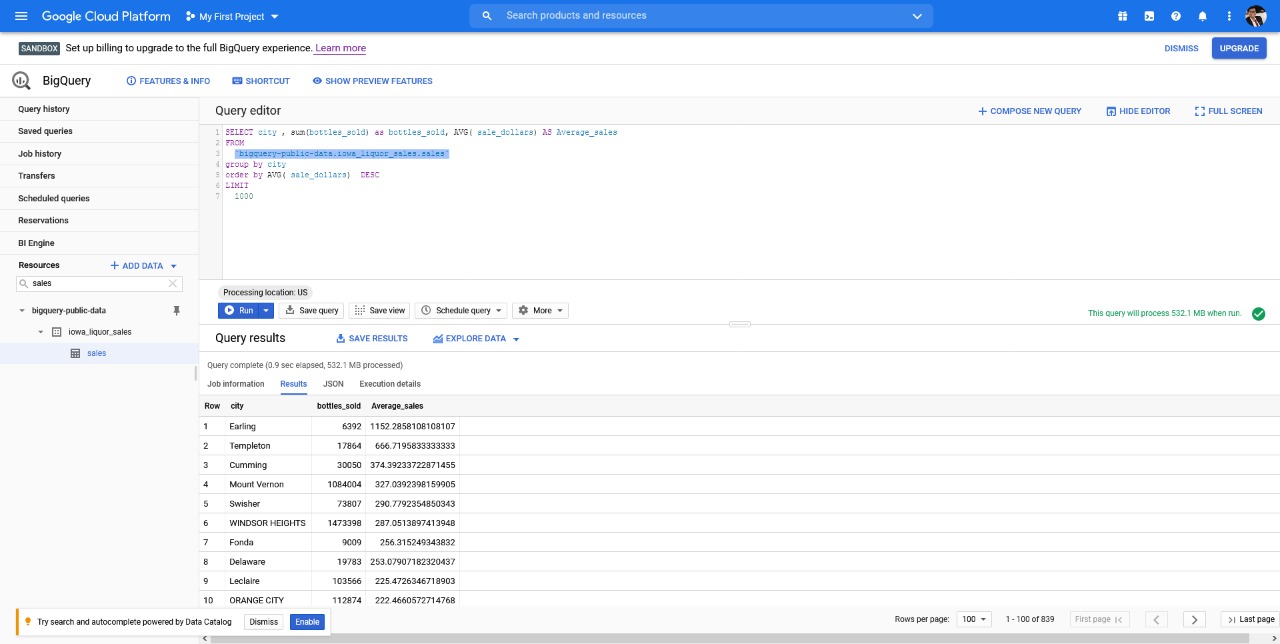 Google Cloud Platform My First Project Search products and resources
SANDBOX Set up billing to upgrade to the full BigQuery experience. Learn more DISMISS UPGRADE
BigQuery FEATURES & INFO SHORTCUT SHOW PREVIEW FEATURES
Query history
Saved queries
Job history
Transfers
Scheduled queries
Reservations
BI Engine
Resources ADD DATA
sales
bigquery-public-data
iowa_liquor_sales
sales
Query editor COMPOSE NEW QUERY HIDE EDITOR FULL SCREEN
1 SELECT city , sum(bottles_sold) as bottles_sold, AVG( sale_dollars) AS Average_sales
2 FROM
3 `bigquery-public-data.iowa_liquor_sales.sales`
4 group by city
5 order by AVG( sale_dollars) DESC
6 LIMIT
7 1000
Processing location: US
Run Save query Save view Schedule query More
This query will process 532.1 MB when run.
Query results SAVE RESULTS EXPLORE DATA
Query complete (0.9 sec elapsed, 532.1 MB processed)
Job information Results JSON Execution details
Row city bottles_sold Average_sales
1 Earling 6392 1152.2858108108107
2 Templeton 17864 666.7195833333333
3 Cumming 30050 374.39233722871455
4 Mount Vernon 1084004 327.0392398159905
5 Swisher 73807 290.7792354850343
6 WINDSOR HEIGHTS 1473398 287.0513897413948
7 Fonda 9009 256.315249343832
8 Delaware 19783 253.07907182320437
9 Leclaire 103566 225.4726346718903
10 ORANGE CITY 112874 222.4660572714768
Try search and autocomplete powered by Data Catalog Dismiss Enable
Rows per page: 100 1 - 100 of 839 First page Last page